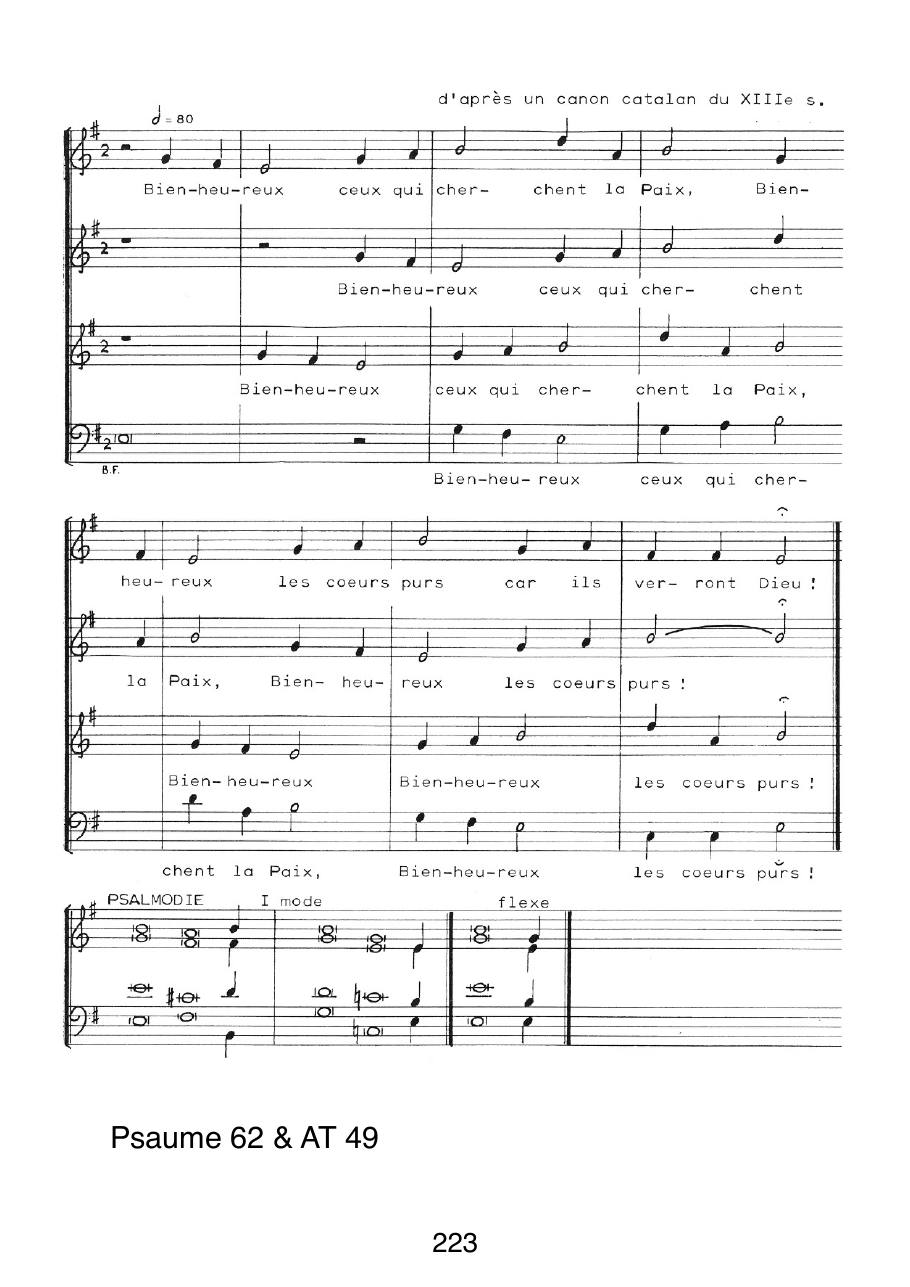 d'après un canon catalan du XIIIe s.
= 80
2
Bien-heu-reux ceux qui cher- chent la Paix, Bien-
2
Bien-heu-reux ceux qui cher- chent
2
Bien-heu-reux ceux qui cher- chent la Paix,
2
B.F.
Bien-heu-reux ceux qui cher-
heu-reux les coeurs purs car ils ver- ront Dieu !
la Paix, Bien- heu- reux les coeurs purs !
Bien-heu-reux Bien-heu-reux les coeurs purs !
chent la Paix, Bien-heu-reux les coeurs purs !
PSALMODIE I mode flexe
Psaume 62 & AT 49
223